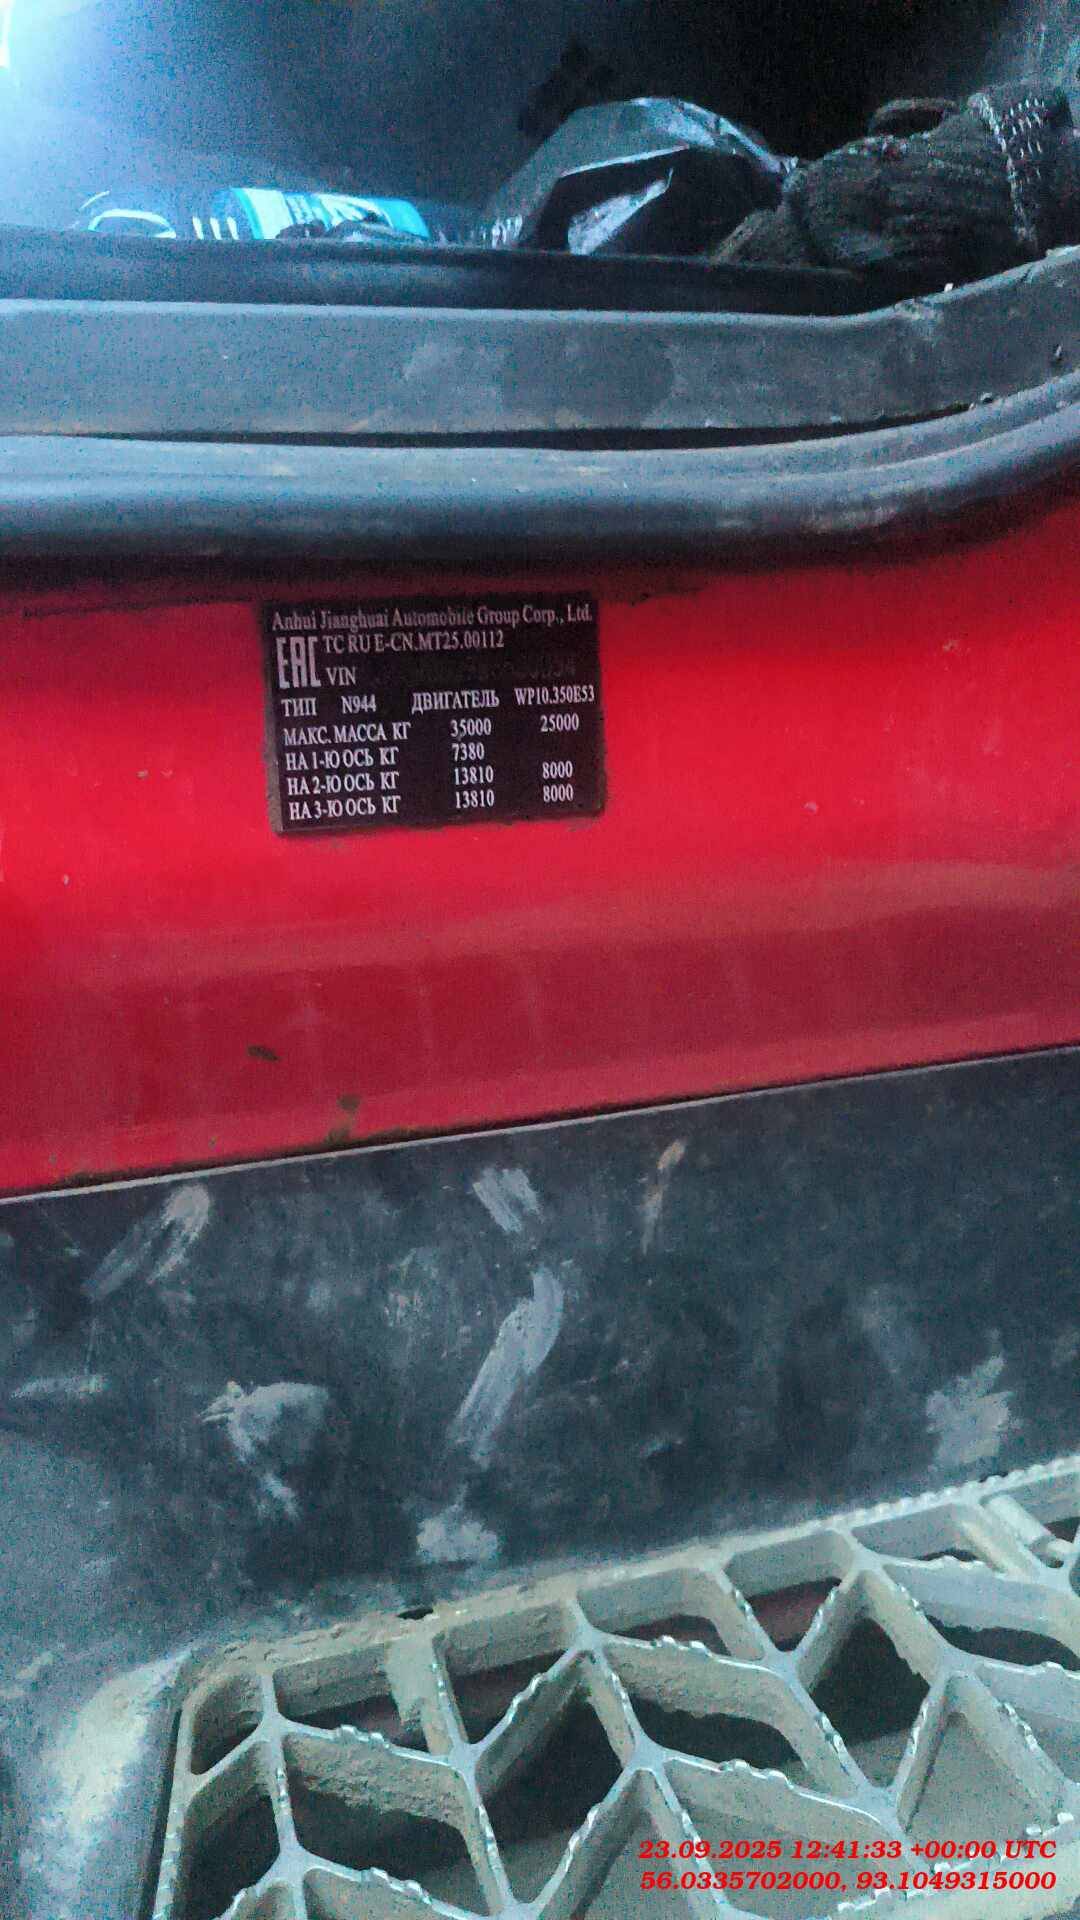 Anhui Jianghuai Automobile Group Corp., Ltd.
EAC TC RU E-CN.MT25.00112
VIN
ТИП N944 ДВИГАТЕЛЬ WP10.350E53
МАКС. МАССА КГ 35000 25000
НА 1-Ю ОСЬ КГ 7380
НА 2-Ю ОСЬ КГ 13810 8000
НА 3-Ю ОСЬ КГ 13810 8000
23.09.2025 12:41:33 +00:00 UTC
56.0335702000, 93.1049315000